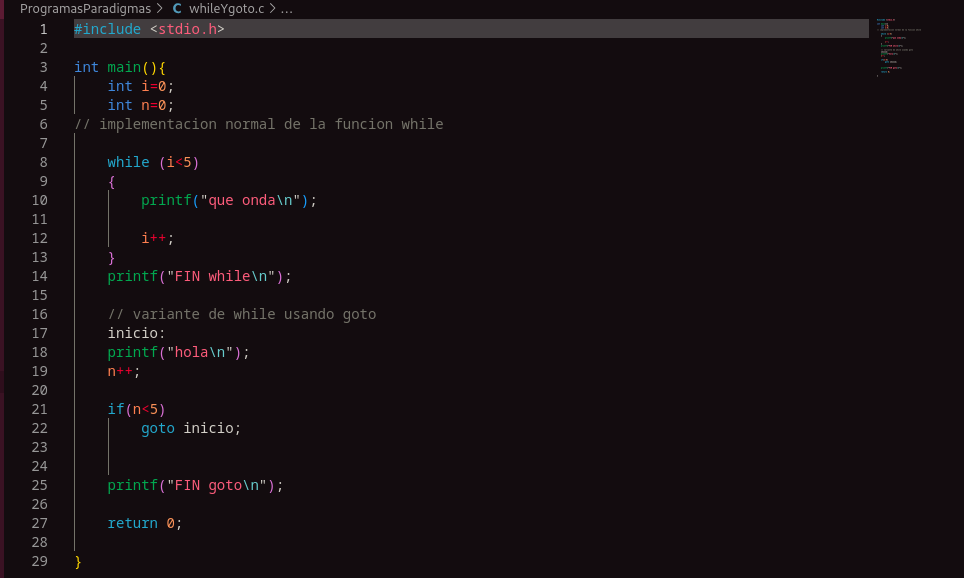 ProgramasParadigmas > C whileYgoto.c > ...
1 #include <stdio.h>
2
3 int main(){
4     int i=0;
5     int n=0;
6 // implementacion normal de la funcion while
7
8     while (i<5)
9     {
10         printf("que onda\n");
11
12         i++;
13     }
14     printf("FIN while\n");
15
16     // variante de while usando goto
17     inicio:
18     printf("hola\n");
19     n++;
20
21     if(n<5)
22         goto inicio;
23
24
25     printf("FIN goto\n");
26
27     return 0;
28
29 }